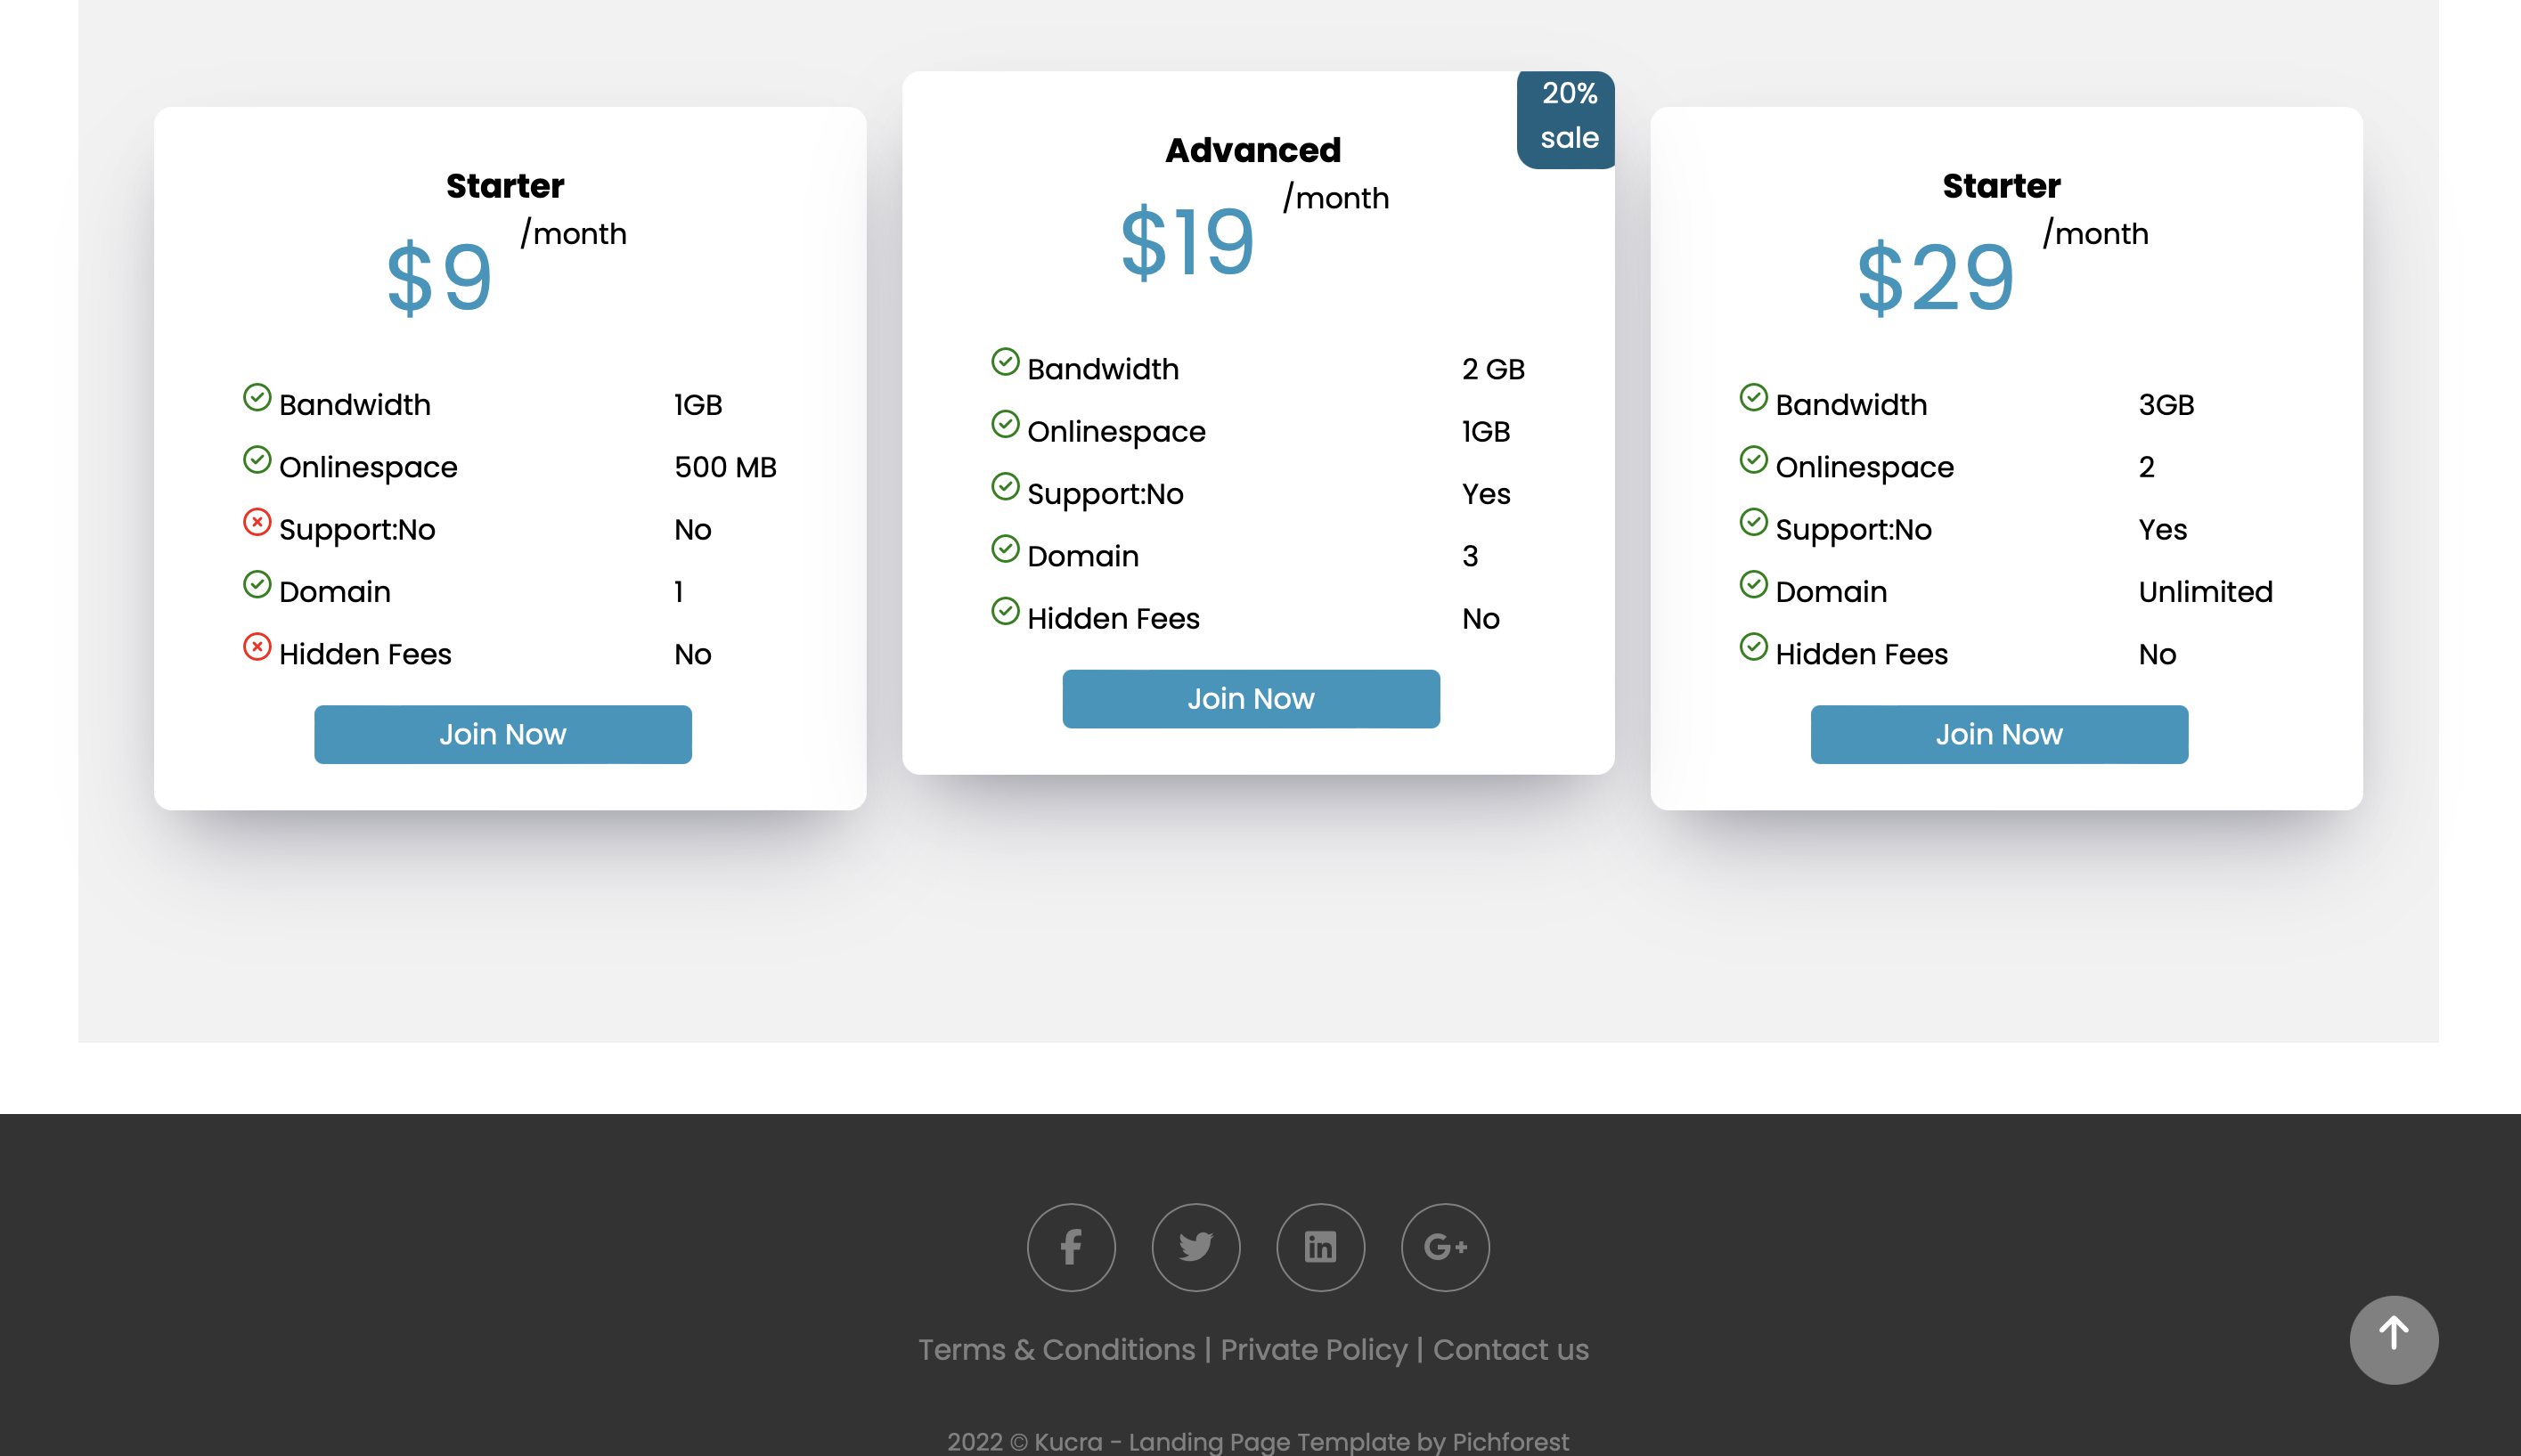 Starter
$9 /month
Bandwidth 1GB
Onlinespace 500 MB
Support:No No
Domain 1
Hidden Fees No
Join Now
20%
sale
Advanced
$19 /month
Bandwidth 2 GB
Onlinespace 1GB
Support:No Yes
Domain 3
Hidden Fees No
Join Now
Starter
$29 /month
Bandwidth 3GB
Onlinespace 2
Support:No Yes
Domain Unlimited
Hidden Fees No
Join Now
Terms & Conditions | Private Policy | Contact us
2022 © Kucra - Landing Page Template by Pichforest